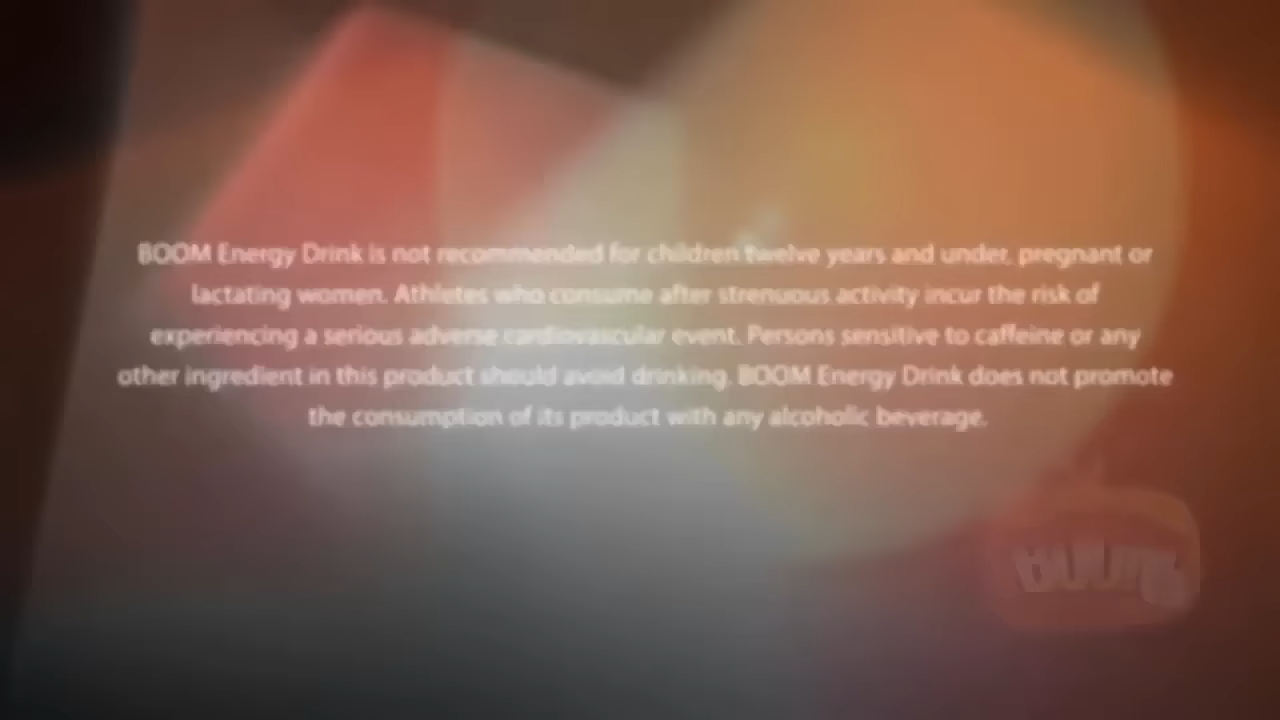 BOOM Energy Drink is not recommended for children twelve years and under, pregnant or
lactating women. Athletes who consume after strenuous activity incur the risk of
experiencing a serious adverse cardiovascular event. Persons sensitive to caffeine or any
other ingredient in this product should avoid drinking. BOOM Energy Drink does not promote
the consumption of its product with any alcoholic beverage.